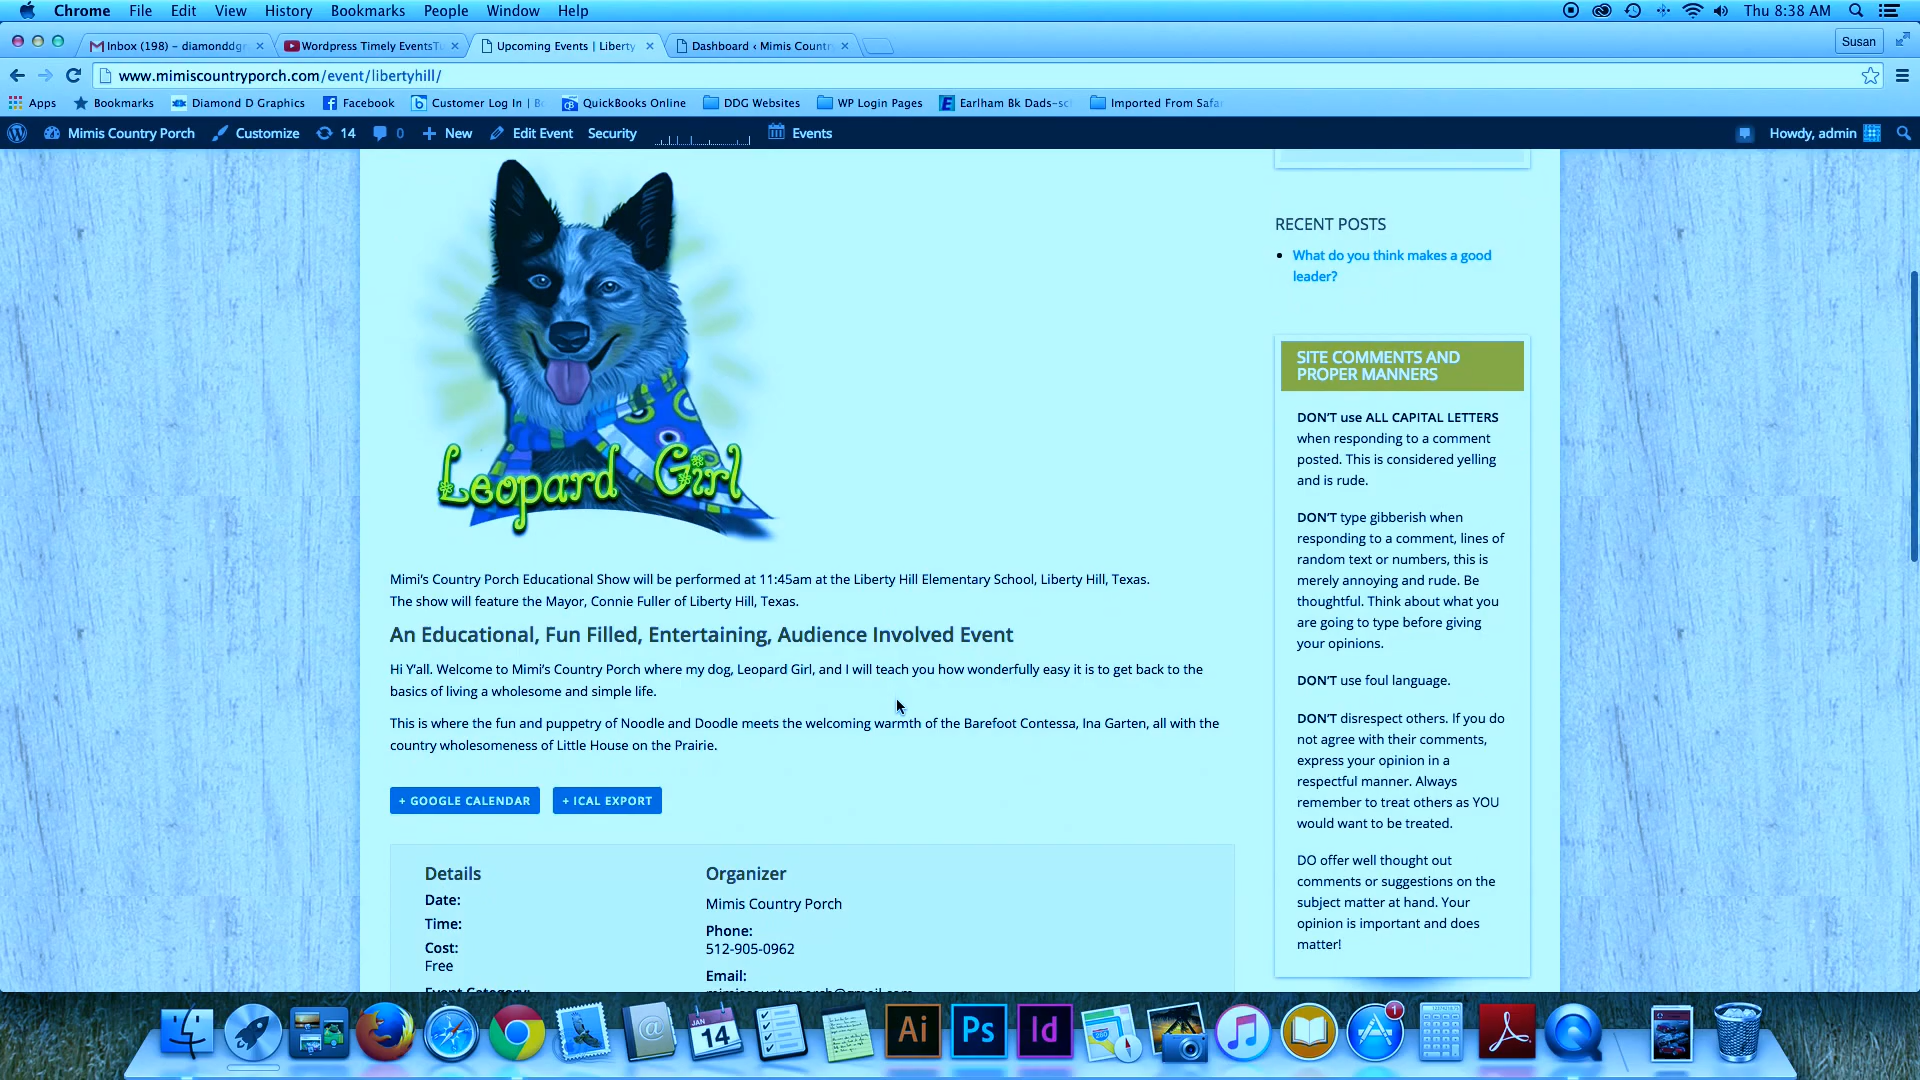 Chrome File Edit View History Bookmarks People Window Help Thu 8:38 AM
Inbox (198) – diamonddgr Wordpress Timely Events Upcoming Events | Liberty Dashboard ‹ Mimis Countr Susan
www.mimiscountryporch.com/event/libertyhill/
Apps Bookmarks Diamond D Graphics Facebook Customer Log In | QuickBooks Online DDG Websites WP Login Pages Earlham Bk Dads-sc Imported From Safar
Mimis Country Porch Customize 14 0 New Edit Event Security Events Howdy, admin
Leopard Girl
Mimi's Country Porch Educational Show will be performed at 11:45am at the Liberty Hill Elementary School, Liberty Hill, Texas.
The show will feature the Mayor, Connie Fuller of Liberty Hill, Texas.
An Educational, Fun Filled, Entertaining, Audience Involved Event
Hi Y'all. Welcome to Mimi's Country Porch where my dog, Leopard Girl, and I will teach you how wonderfully easy it is to get back to the
basics of living a wholesome and simple life.
This is where the fun and puppetry of Noodle and Doodle meets the welcoming warmth of the Barefoot Contessa, Ina Garten, all with the
country wholesomeness of Little House on the Prairie.
+ GOOGLE CALENDAR + ICAL EXPORT
Details
Date:
Time:
Cost:
Free
Event Category:
Organizer
Mimis Country Porch
Phone:
512-905-0962
Email:
mimiscountryporch@gmail.com
RECENT POSTS
What do you think makes a good
leader?
SITE COMMENTS AND
PROPER MANNERS
DON'T use ALL CAPITAL LETTERS
when responding to a comment
posted. This is considered yelling
and is rude.
DON'T type gibberish when
responding to a comment, lines of
random text or numbers, this is
merely annoying and rude. Be
thoughtful. Think about what you
are going to type before giving
your opinions.
DON'T use foul language.
DON'T disrespect others. If you do
not agree with their comments,
express your opinion in a
respectful manner. Always
remember to treat others as YOU
would want to be treated.
DO offer well thought out
comments or suggestions on the
subject matter at hand. Your
opinion is important and does
matter!
JAN
14
Ai Ps Id
1